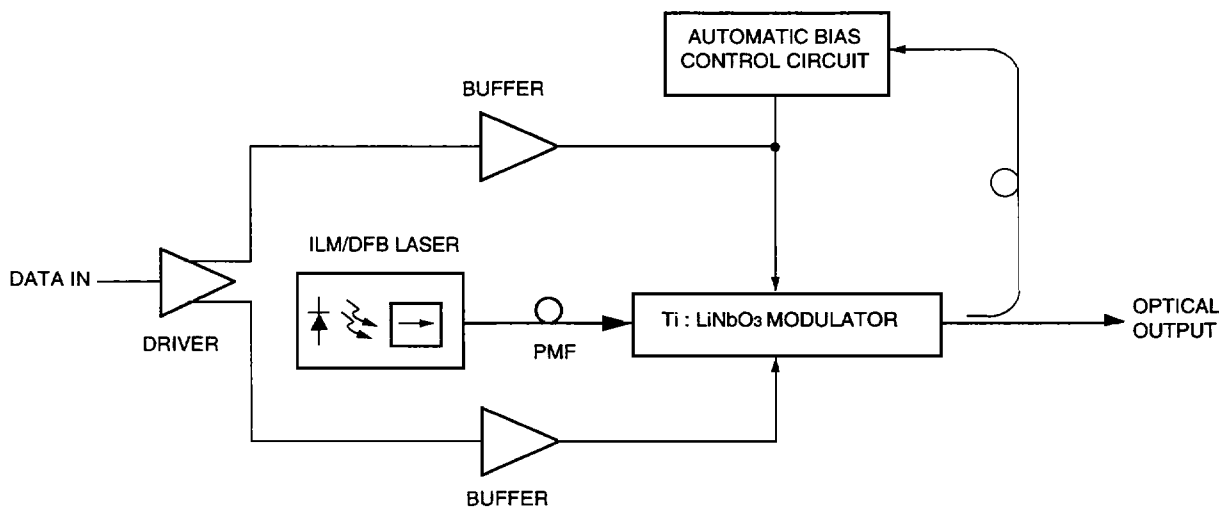 AUTOMATIC BIAS
CONTROL CIRCUIT
BUFFER
ILM/DFB LASER
DATA IN
DRIVER
PMF
Ti : LiNbO3 MODULATOR
OPTICAL
OUTPUT
BUFFER